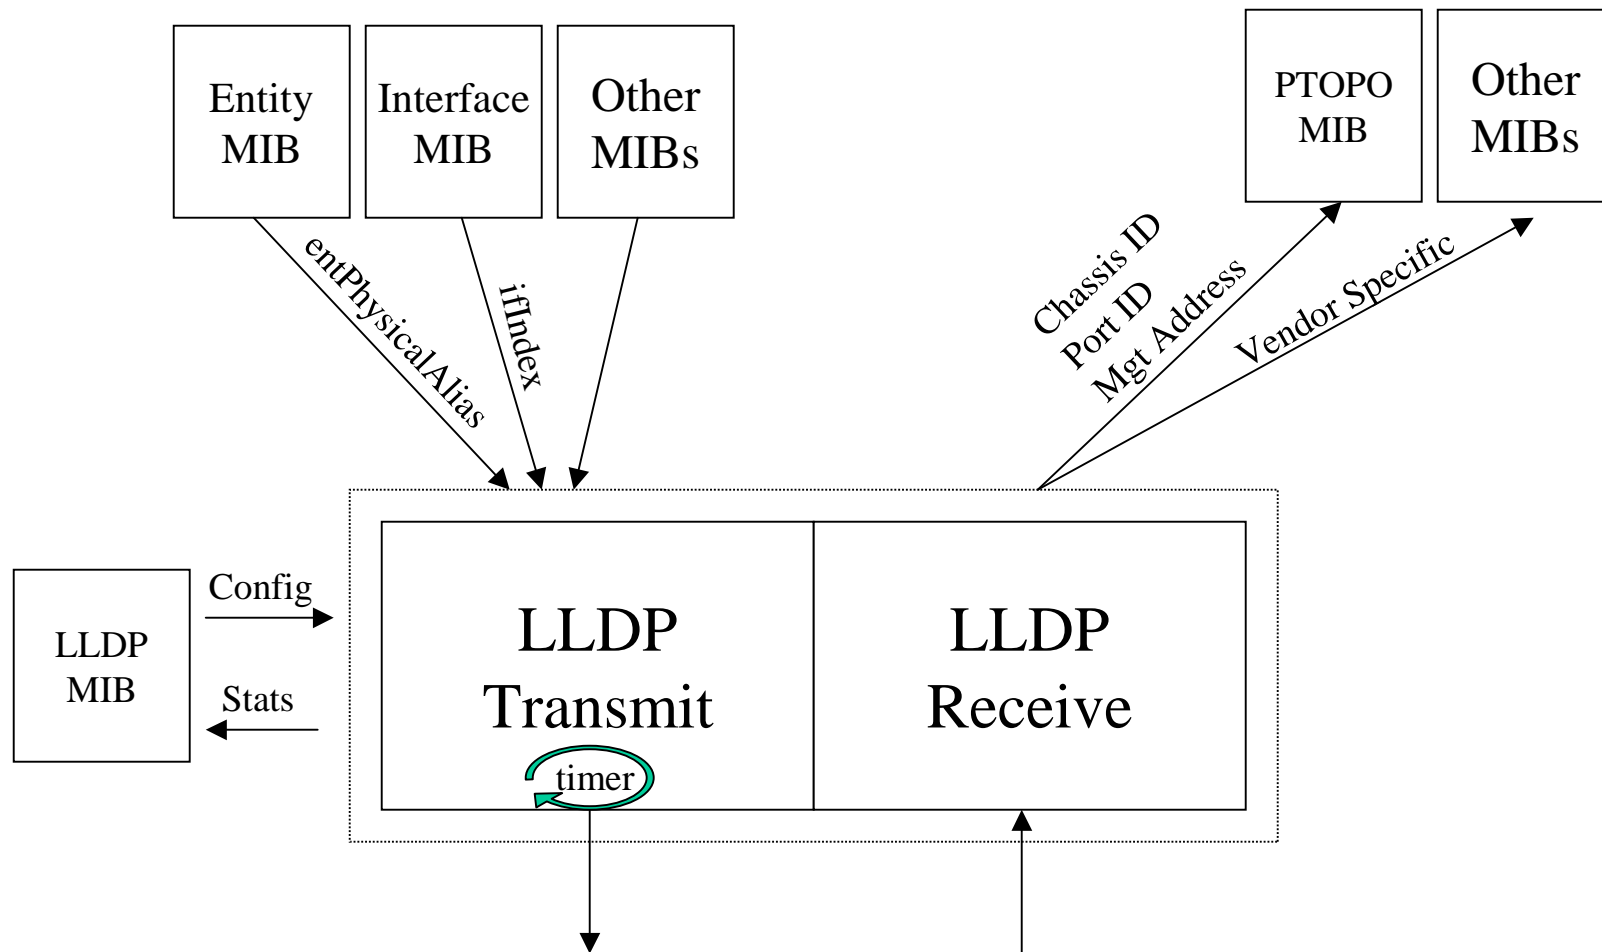 Entity
MIB
Interface
MIB
Other
MIBs
PTOPO
MIB
Other
MIBs
entPhysicalAlias
ifIndex
Chassis ID
Port ID
Mgt Address
Vendor Specific
LLDP
MIB
Config
Stats
LLDP
Transmit
timer
LLDP
Receive